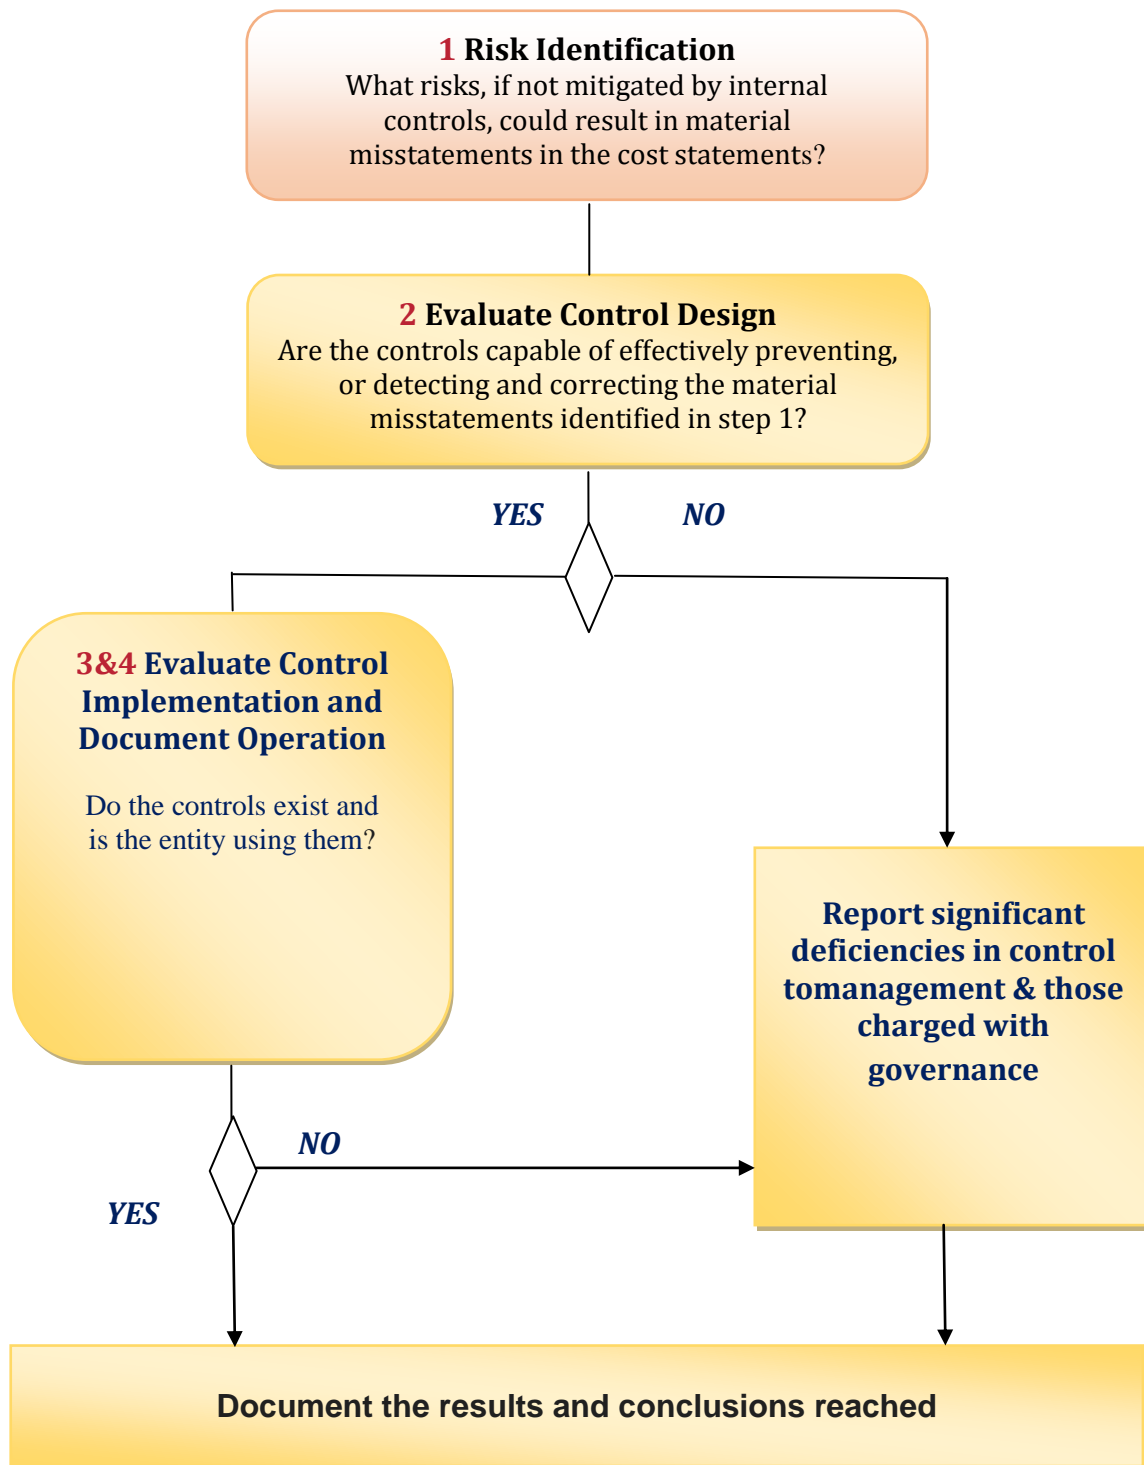 1 Risk Identification
What risks, if not mitigated by internal
controls, could result in material
misstatements in the cost statements?
2 Evaluate Control Design
Are the controls capable of effectively preventing,
or detecting and correcting the material
misstatements identified in step 1?
YES
NO
3&4 Evaluate Control
Implementation and
Document Operation
Do the controls exist and
is the entity using them?
Report significant
deficiencies in control
tomanagement & those
charged with
governance
NO
YES
Document the results and conclusions reached